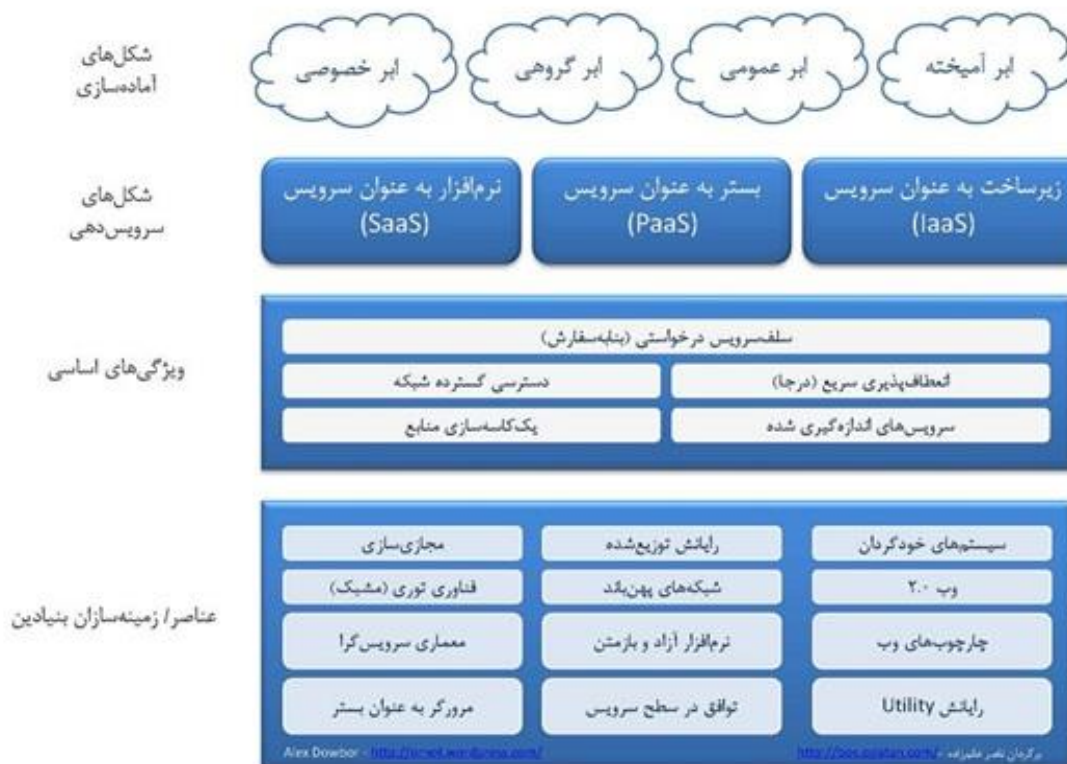 شکل‌های
آماده‌سازی
ابر آمیخته
ابر عمومی
ابر گروهی
ابر خصوصی
شکل‌های
سرویس‌دهی
زیرساخت به عنوان سرویس
(IaaS)
بستر به عنوان سرویس
(PaaS)
نرم‌افزار به عنوان سرویس
(SaaS)
ویژگی‌های اساسی
سلف‌سرویس درخواستی (بنابه‌سفارش)
انعطاف‌پذیری سریع (درجا)
دسترسی گسترده شبکه
سرویس‌های اندازه‌گیری شده
یک‌کاسه‌سازی منابع
عناصر/ زمینه‌سازان بنیادین
سیستم‌های خودگردان
رایانش توزیع‌شده
مجازی‌سازی
وب ۲.۰
شبکه‌های پهن‌باند
فناوری توری (مشبک)
چارچوب‌های وب
نرم‌افزار آزاد و بازمتن
معماری سرویس‌گرا
رایانش Utility
توافق در سطح سرویس
مرورگر به عنوان بستر
برگردان ناصر
Alex Dowbor -